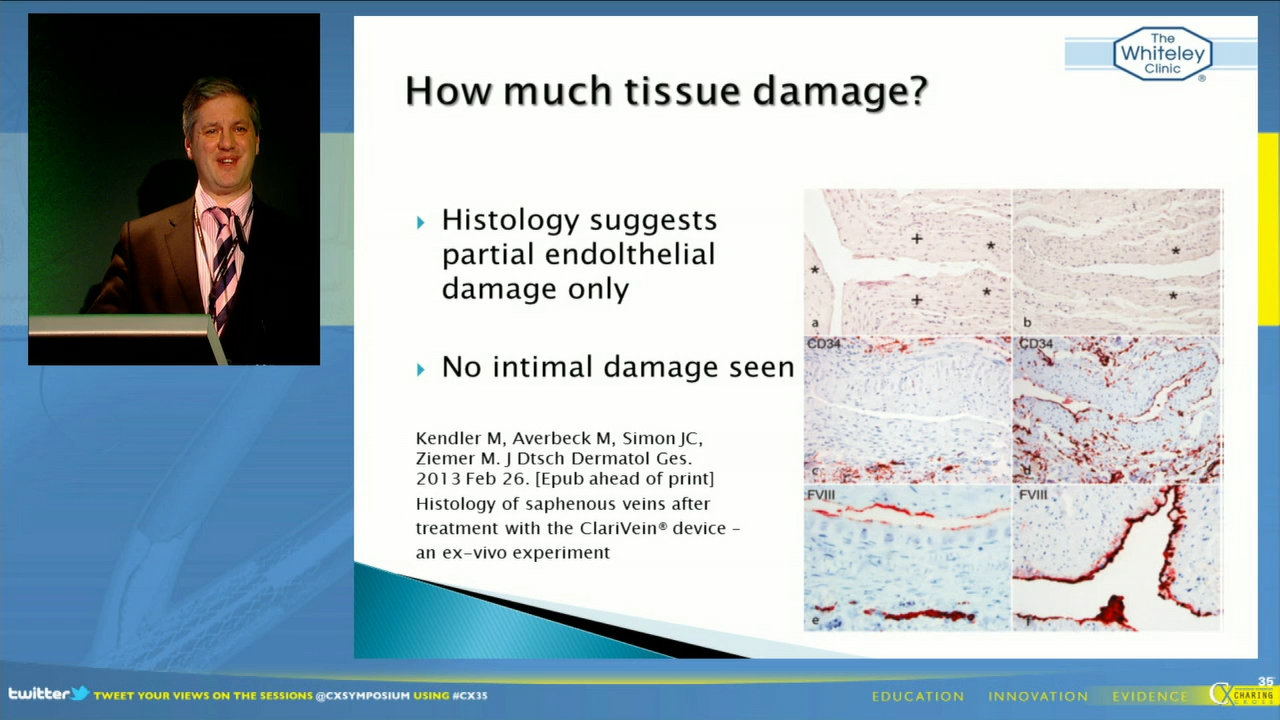 The
Whiteley
Clinic
®
How much tissue damage?
Histology suggests
partial endolthelial
damage only
No intimal damage seen
Kendler M, Averbeck M, Simon JC,
Ziemer M. J Dtsch Dermatol Ges.
2013 Feb 26. [Epub ahead of print]
Histology of saphenous veins after
treatment with the ClariVein® device –
an ex-vivo experiment
+ * *
* + *
* *
a b
CD34 CD34
c d
FVIII FVIII
e f
twitter TWEET YOUR VIEWS ON THE SESSIONS @CXSYMPOSIUM USING #CX35
EDUCATION INNOVATION EVIDENCE
35
CX CHARING
CROSS